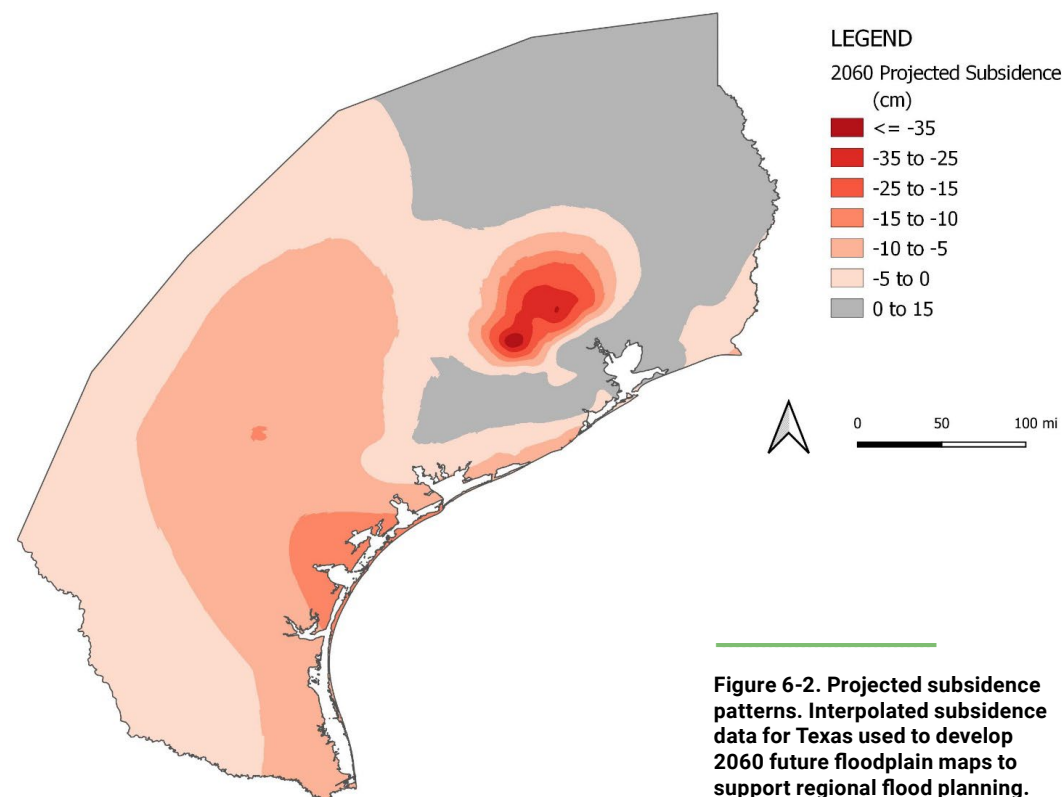 LEGEND
2060 Projected Subsidence
(cm)
<= -35
-35 to -25
-25 to -15
-15 to -10
-10 to -5
-5 to 0
0 to 15
0 50 100 mi
Figure 6-2. Projected subsidence
patterns. Interpolated subsidence
data for Texas used to develop
2060 future floodplain maps to
support regional flood planning.